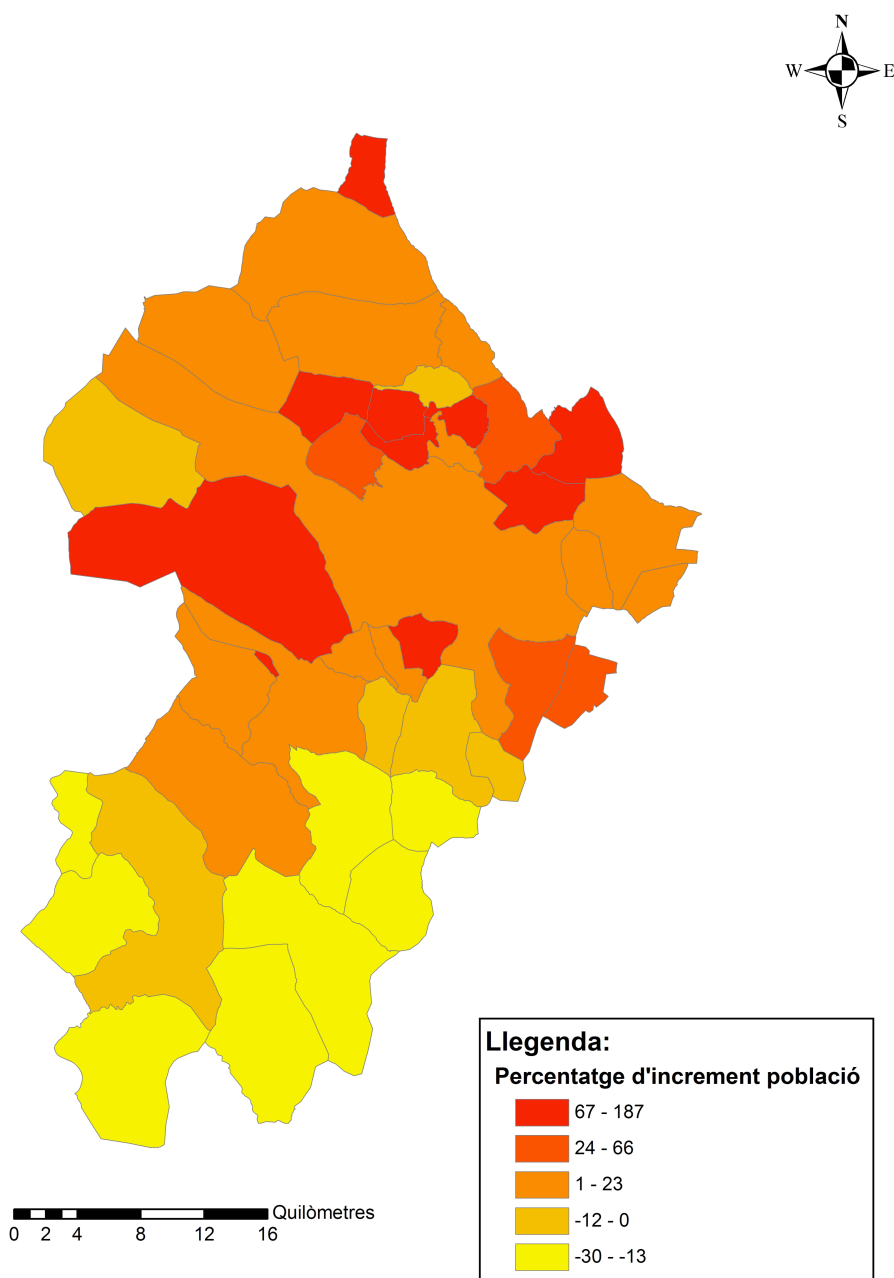 N
W E
S
Llegenda:
Percentatge d'increment població
67 - 187
24 - 66
1 - 23
-12 - 0
-30 - -13
Quilòmetres
0 2 4 8 12 16